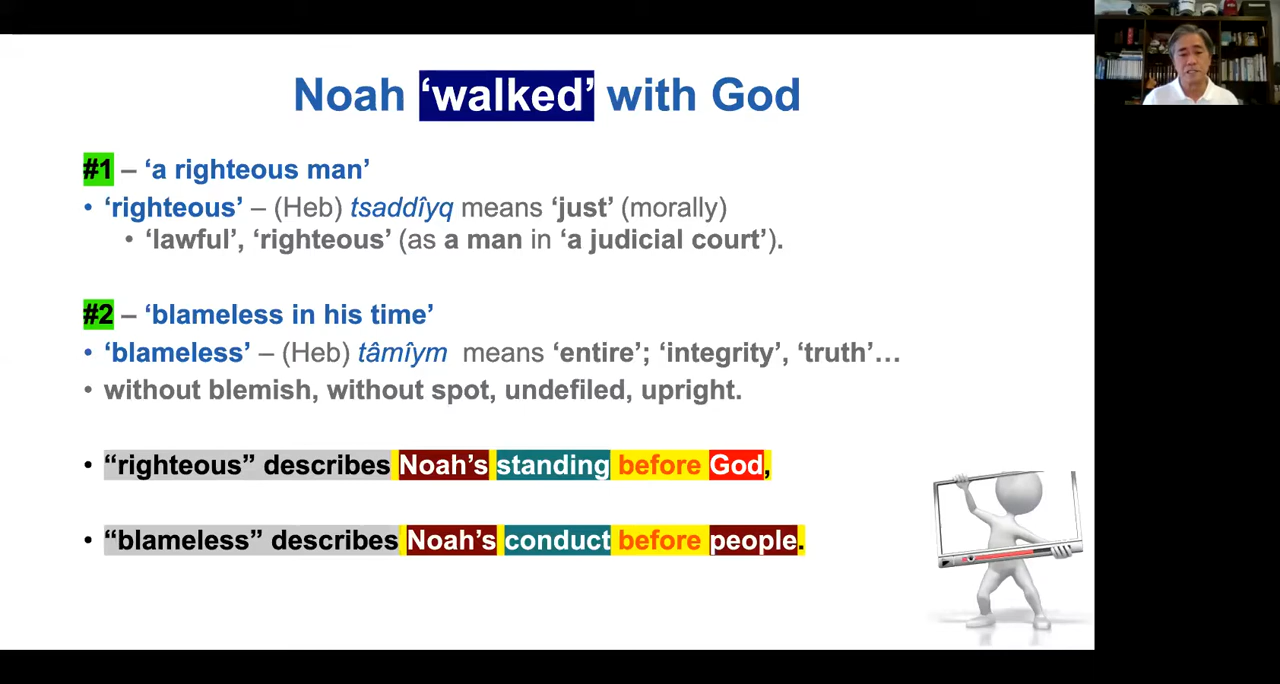 Noah ‘walked’ with God
#1 – ‘a righteous man’
• ‘righteous’ – (Heb) tsaddîyq means ‘just’ (morally)
• ‘lawful’, ‘righteous’ (as a man in ‘a judicial court’).
#2 – ‘blameless in his time’
• ‘blameless’ – (Heb) tâmîym means ‘entire’; ‘integrity’, ‘truth’…
• without blemish, without spot, undefiled, upright.
• “righteous” describes Noah’s standing before God,
• “blameless” describes Noah’s conduct before people.